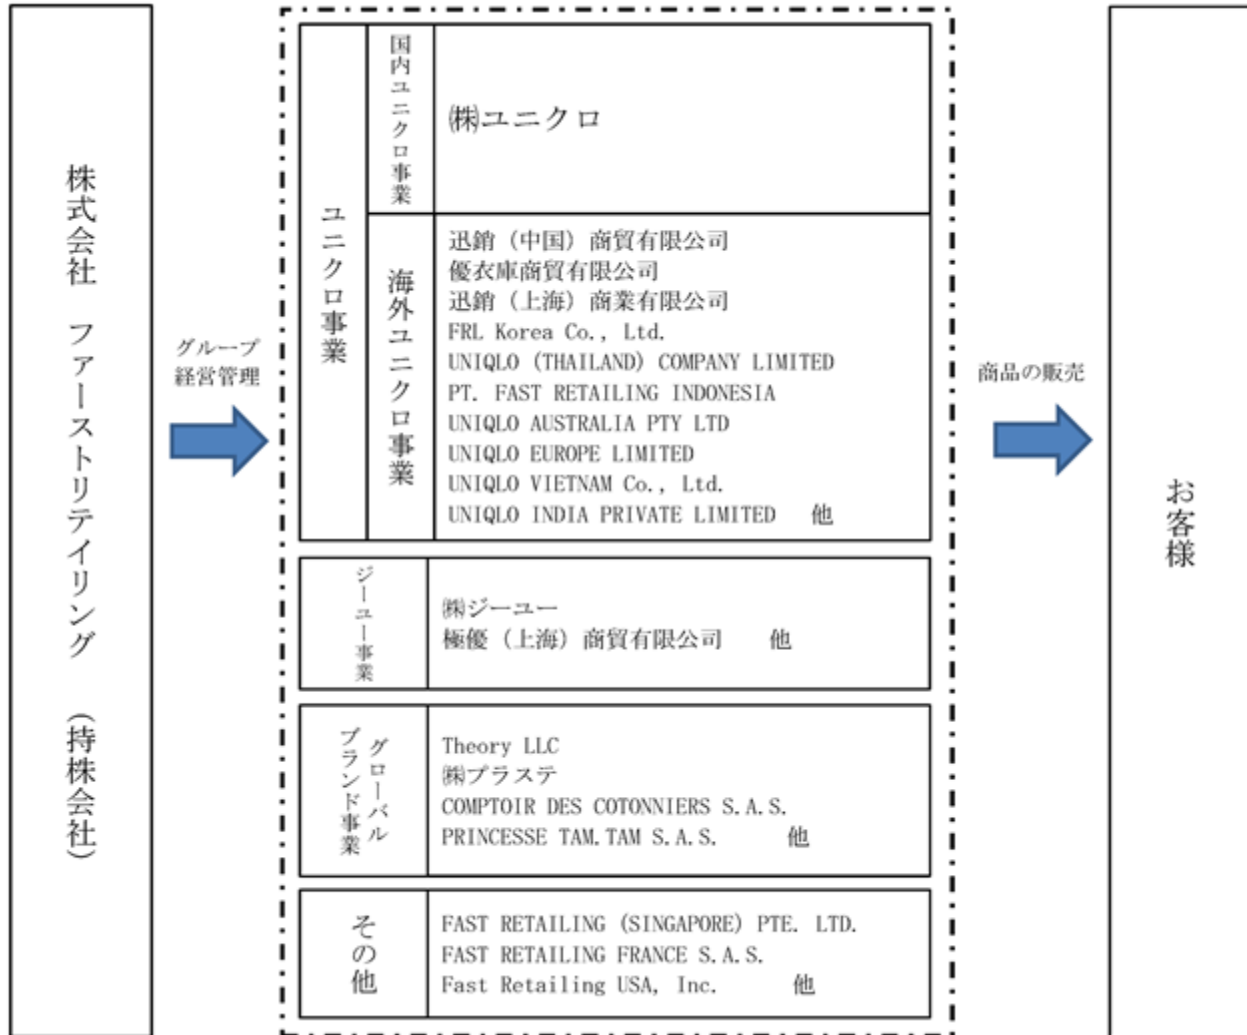 株式会社　ファーストリテイリング　（持株会社）
グループ
経営管理
ユニクロ事業
国内ユニクロ事業
㈱ユニクロ
海外ユニクロ事業
迅銷（中国）商貿有限公司
優衣庫商貿有限公司
迅銷（上海）商業有限公司
FRL Korea Co., Ltd.
UNIQLO (THAILAND) COMPANY LIMITED
PT. FAST RETAILING INDONESIA
UNIQLO AUSTRALIA PTY LTD
UNIQLO EUROPE LIMITED
UNIQLO VIETNAM Co., Ltd.
UNIQLO INDIA PRIVATE LIMITED　他
ジーユー事業
㈱ジーユー
極優（上海）商貿有限公司　　他
グローバル
ブランド事業
Theory LLC
㈱プラステ
COMPTOIR DES COTONNIERS S.A.S.
PRINCESSE TAM.TAM S.A.S.　　他
その他
FAST RETAILING (SINGAPORE) PTE. LTD.
FAST RETAILING FRANCE S.A.S.
Fast Retailing USA, Inc.　　他
商品の販売
お客様